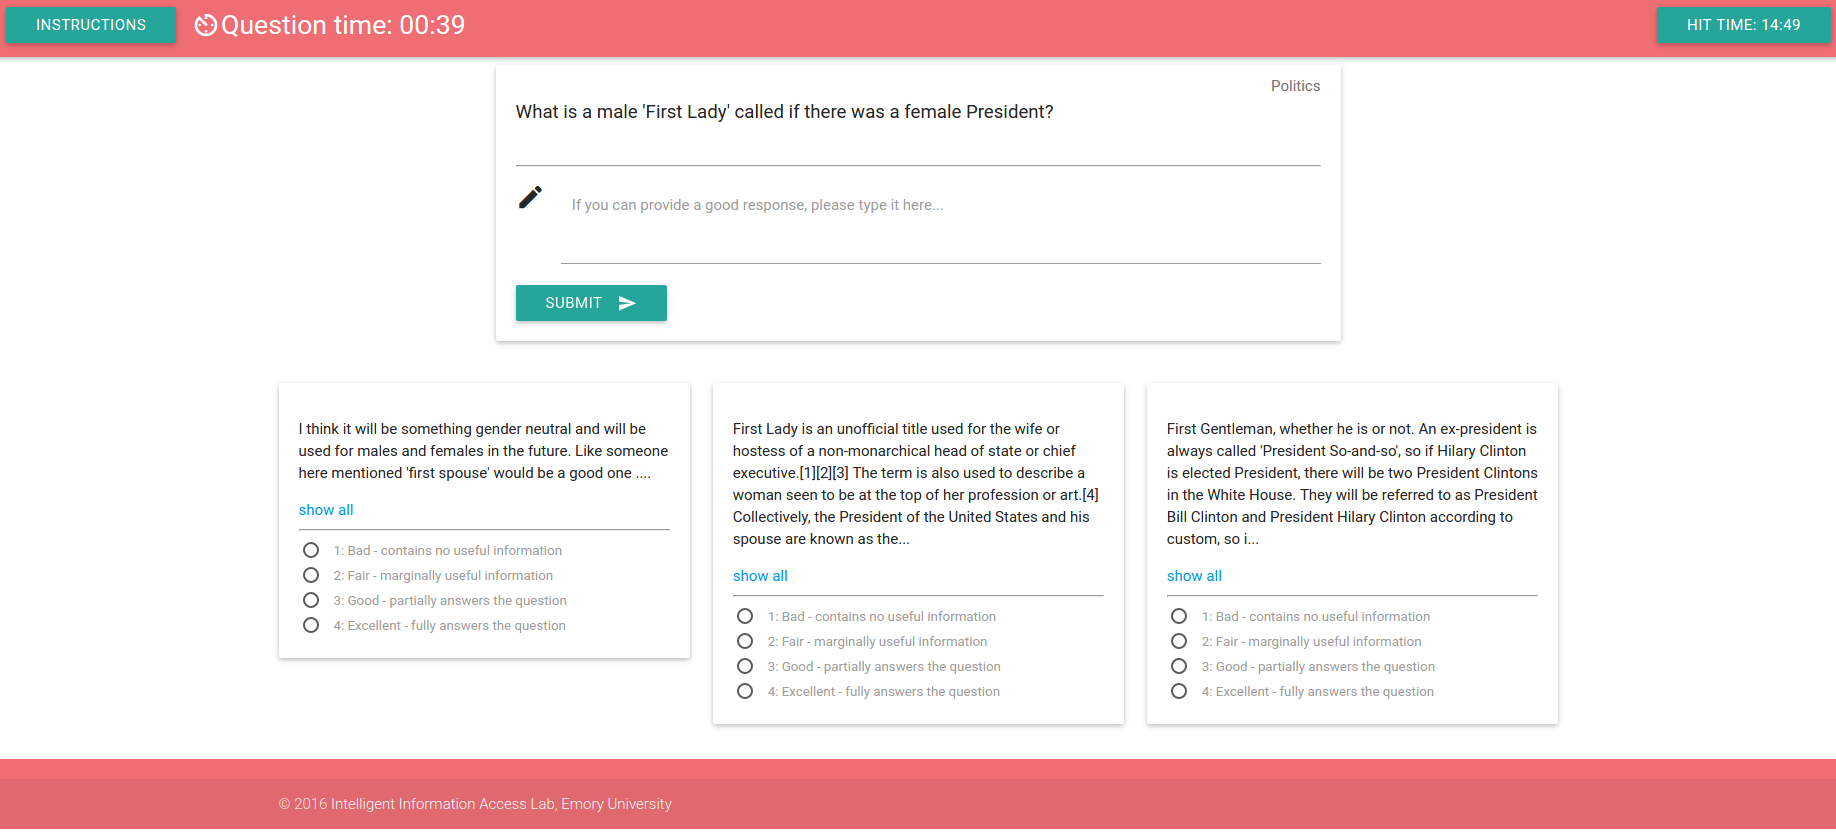 INSTRUCTIONS
Question time: 00:39
HIT TIME: 14:49
Politics
What is a male 'First Lady' called if there was a female President?
If you can provide a good response, please type it here...
SUBMIT
I think it will be something gender neutral and will be
used for males and females in the future. Like someone
here mentioned 'first spouse' would be a good one ....
show all
1: Bad - contains no useful information
2: Fair - marginally useful information
3: Good - partially answers the question
4: Excellent - fully answers the question
First Lady is an unofficial title used for the wife or
hostess of a non-monarchical head of state or chief
executive.[1][2][3] The term is also used to describe a
woman seen to be at the top of her profession or art.[4]
Collectively, the President of the United States and his
spouse are known as the...
show all
1: Bad - contains no useful information
2: Fair - marginally useful information
3: Good - partially answers the question
4: Excellent - fully answers the question
First Gentleman, whether he is or not. An ex-president is
always called 'President So-and-so', so if Hilary Clinton
is elected President, there will be two President Clintons
in the White House. They will be referred to as President
Bill Clinton and President Hilary Clinton according to
custom, so i...
show all
1: Bad - contains no useful information
2: Fair - marginally useful information
3: Good - partially answers the question
4: Excellent - fully answers the question
© 2016 Intelligent Information Access Lab, Emory University